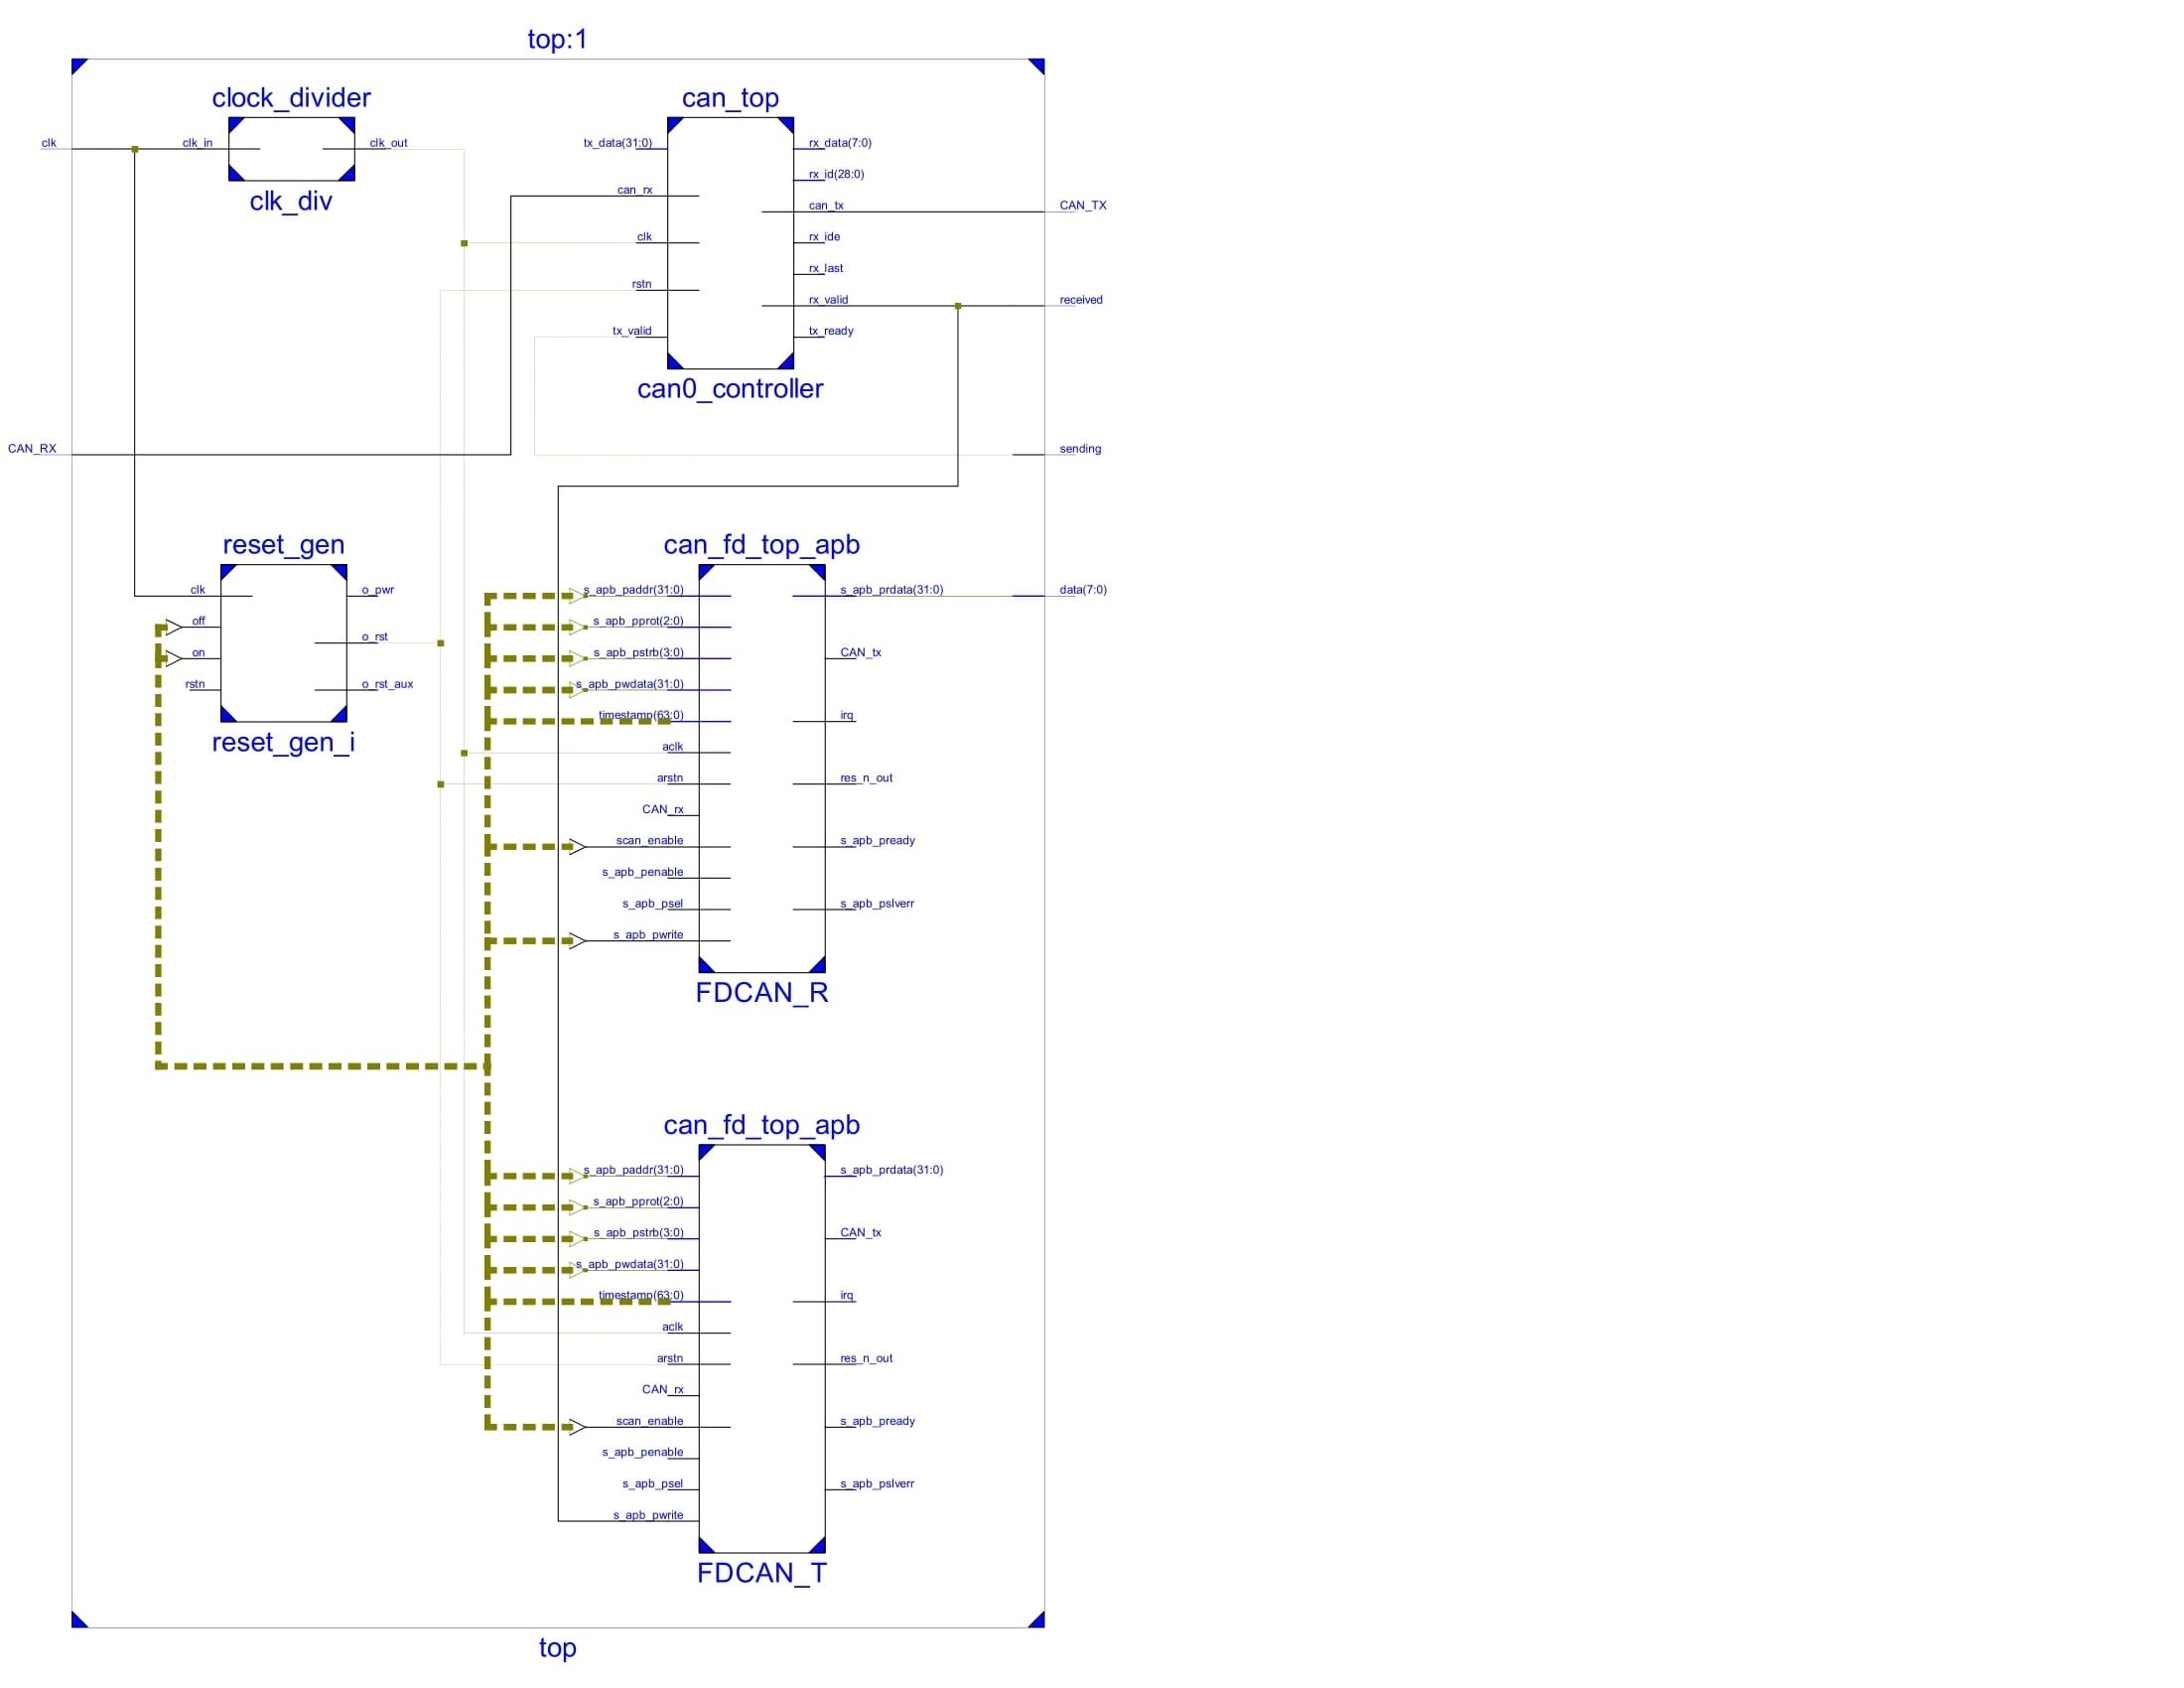 top:1
clock_divider
clk
clk_in
clk_out
clk_div
can_top
tx_data(31:0)
can_rx
clk
rstn
tx_valid
rx_data(7:0)
rx_id(28:0)
can_tx
rx_ide
rx_last
rx_valid
tx_ready
can0_controller
CAN_TX
received
CAN_RX
sending
reset_gen
clk
off
on
rstn
o_pwr
o_rst
o_rst_aux
reset_gen_i
can_fd_top_apb
s_apb_paddr(31:0)
s_apb_pprot(2:0)
s_apb_pstrb(3:0)
s_apb_pwdata(31:0)
timestamp(63:0)
aclk
arstn
CAN_rx
scan_enable
s_apb_penable
s_apb_psel
s_apb_pwrite
s_apb_prdata(31:0)
CAN_tx
irq
res_n_out
s_apb_pready
s_apb_pslverr
data(7:0)
FDCAN_R
can_fd_top_apb
s_apb_paddr(31:0)
s_apb_pprot(2:0)
s_apb_pstrb(3:0)
s_apb_pwdata(31:0)
timestamp(63:0)
aclk
arstn
CAN_rx
scan_enable
s_apb_penable
s_apb_psel
s_apb_pwrite
s_apb_prdata(31:0)
CAN_tx
irq
res_n_out
s_apb_pready
s_apb_pslverr
FDCAN_T
top